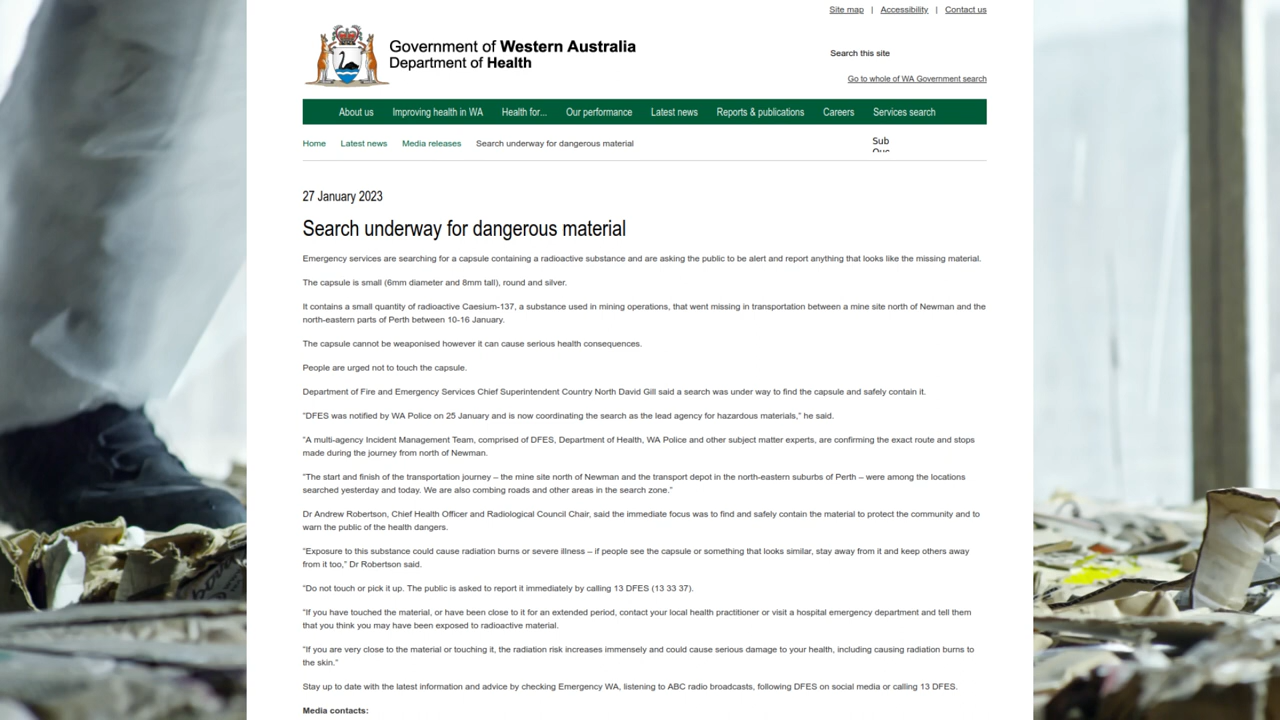 Site map | Accessibility | Contact us
Government of Western Australia
Department of Health
Search this site
Go to whole of WA Government search
About us Improving health in WA Health for... Our performance Latest news Reports & publications Careers Services search
Home Latest news Media releases Search underway for dangerous material
Sub
27 January 2023
Search underway for dangerous material
Emergency services are searching for a capsule containing a radioactive substance and are asking the public to be alert and report anything that looks like the missing material.
The capsule is small (6mm diameter and 8mm tall), round and silver.
It contains a small quantity of radioactive Caesium-137, a substance used in mining operations, that went missing in transportation between a mine site north of Newman and the
north-eastern parts of Perth between 10-16 January.
The capsule cannot be weaponised however it can cause serious health consequences.
People are urged not to touch the capsule.
Department of Fire and Emergency Services Chief Superintendent Country North David Gill said a search was under way to find the capsule and safely contain it.
"DFES was notified by WA Police on 25 January and is now coordinating the search as the lead agency for hazardous materials," he said.
"A multi-agency Incident Management Team, comprised of DFES, Department of Health, WA Police and other subject matter experts, are confirming the exact route and stops
made during the journey from north of Newman.
"The start and finish of the transportation journey – the mine site north of Newman and the transport depot in the north-eastern suburbs of Perth – were among the locations
searched yesterday and today. We are also combing roads and other areas in the search zone."
Dr Andrew Robertson, Chief Health Officer and Radiological Council Chair, said the immediate focus was to find and safely contain the material to protect the community and to
warn the public of the health dangers.
"Exposure to this substance could cause radiation burns or severe illness – if people see the capsule or something that looks similar, stay away from it and keep others away
from it too," Dr Robertson said.
"Do not touch or pick it up. The public is asked to report it immediately by calling 13 DFES (13 33 37).
"If you have touched the material, or have been close to it for an extended period, contact your local health practitioner or visit a hospital emergency department and tell them
that you think you may have been exposed to radioactive material.
"If you are very close to the material or touching it, the radiation risk increases immensely and could cause serious damage to your health, including causing radiation burns to
the skin."
Stay up to date with the latest information and advice by checking Emergency WA, listening to ABC radio broadcasts, following DFES on social media or calling 13 DFES.
Media contacts: